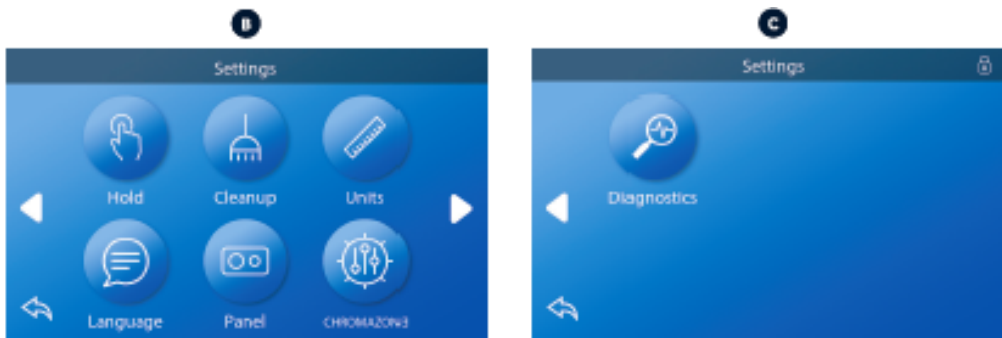 B
C
Settings
Settings
Hold
Cleanup
Units
Diagnostics
Language
Panel
CHROMAZON3